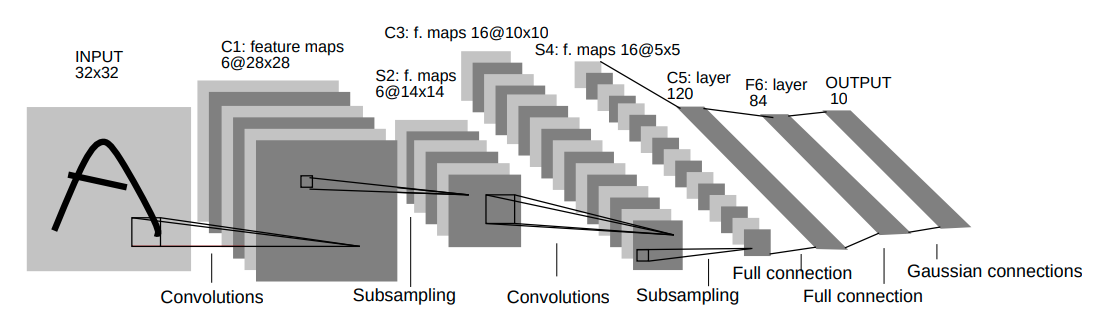 INPUT
32x32
C1: feature maps
6@28x28
S2: f. maps
6@14x14
C3: f. maps 16@10x10
S4: f. maps 16@5x5
C5: layer
120
F6: layer
84
OUTPUT
10
Convolutions
Subsampling
Convolutions
Subsampling
Full connection
Full connection
Gaussian connections